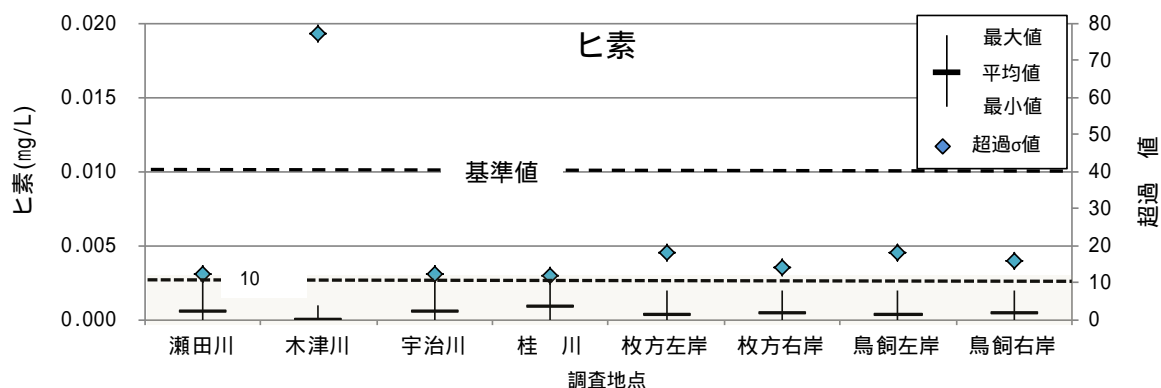 ヒ素
最大値
平均値
最小値
超過σ値
ヒ素(mg/L)
0.020
0.015
0.010
0.005
0.000
基準値
10
80
70
60
50
40
30
20
10
0
超過 値
瀬田川 木津川 宇治川 桂 川 枚方左岸 枚方右岸 鳥飼左岸 鳥飼右岸
調査地点